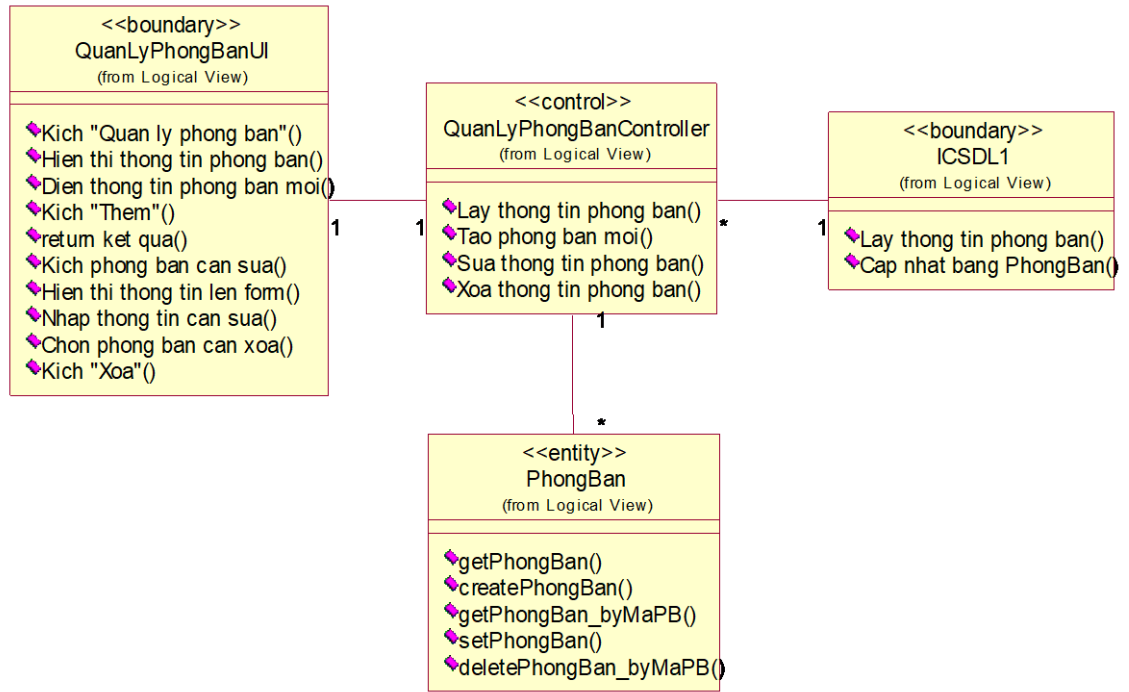 <<boundary>>
QuanLyPhongBanUI
(from Logical View)
Kich "Quan ly phong ban"()
Hien thi thong tin phong ban()
Dien thong tin phong ban moi()
Kich "Them"()
return ket qua()
Kich phong ban can sua()
Hien thi thong tin len form()
Nhap thong tin can sua()
Chon phong ban can xoa()
Kich "Xoa"()
1
1
<<control>>
QuanLyPhongBanController
(from Logical View)
Lay thong tin phong ban()
Tao phong ban moi()
Sua thong tin phong ban()
Xoa thong tin phong ban()
*
1
<<boundary>>
ICSDL1
(from Logical View)
Lay thong tin phong ban()
Cap nhat bang PhongBan()
1
*
<<entity>>
PhongBan
(from Logical View)
getPhongBan()
createPhongBan()
getPhongBan_byMaPB()
setPhongBan()
deletePhongBan_byMaPB()